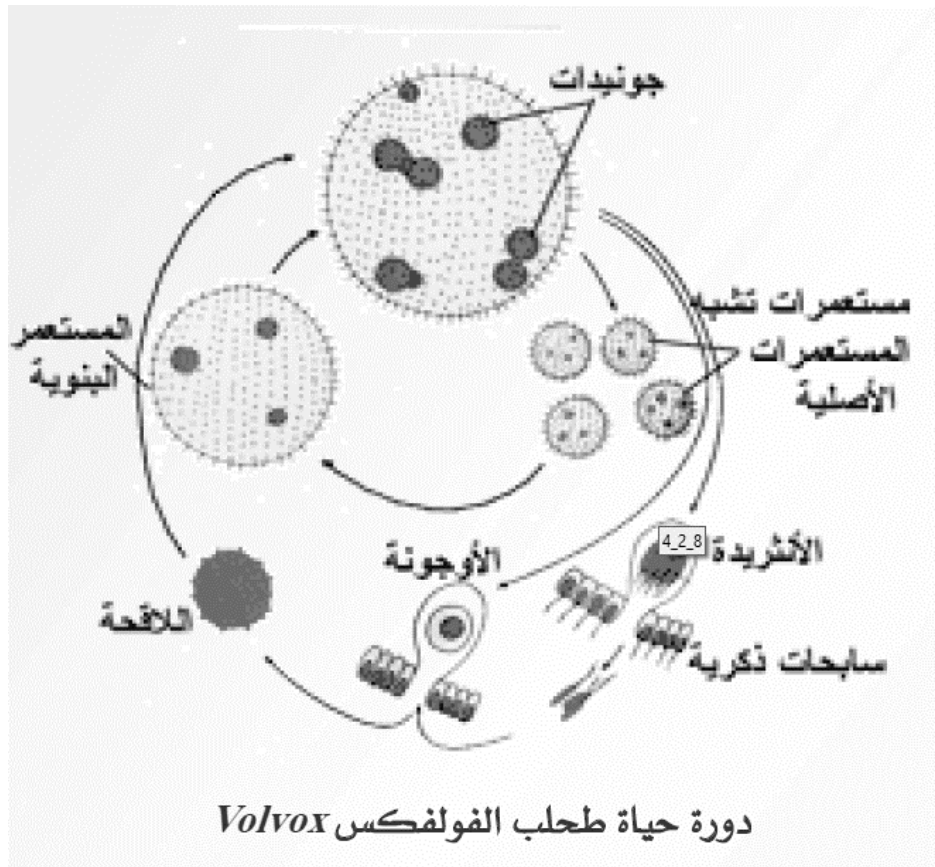 جونيدات
مستعمرات تشبه
المستعمرات
الأصلية
المستعمر
البنوية
4_2_8
الأنثريدة
الأوجونة
اللاقحة
سابحات ذكرية
دورة حياة طحلب الفولفكس Volvox